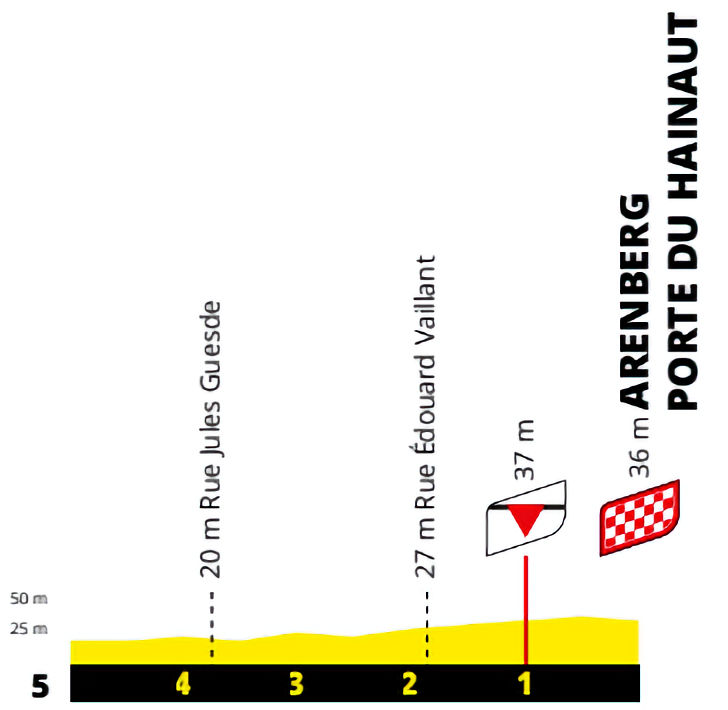 ARENBERG
PORTE DU HAINAUT
20 m Rue Jules Guesde
27 m Rue Édouard Vaillant
37 m
36 m
50 m
25 m
5 4 3 2 1